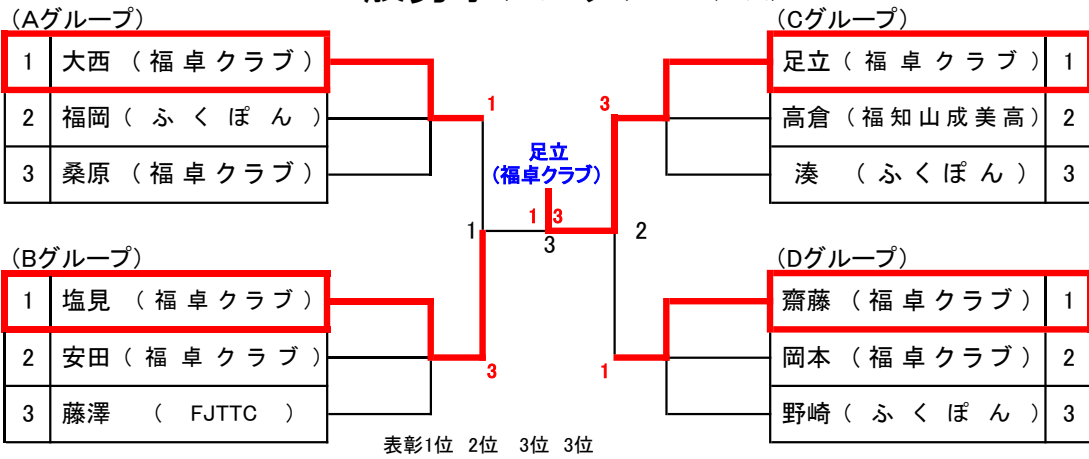 (Aグループ)
1 大西 (福卓クラブ)
2 福岡 (ふくぽん)
3 桑原 (福卓クラブ)
(Bグループ)
1 塩見 (福卓クラブ)
2 安田 (福卓クラブ)
3 藤澤 (FJTTC)
1
3
足立
(福卓クラブ)
1 3
1
3
2
3
1
(Cグループ)
足立 (福卓クラブ) 1
高倉 (福知山成美高) 2
湊 (ふくぽん) 3
(Dグループ)
齋藤 (福卓クラブ) 1
岡本 (福卓クラブ) 2
野崎 (ふくぽん) 3
表彰1位 2位 3位 3位